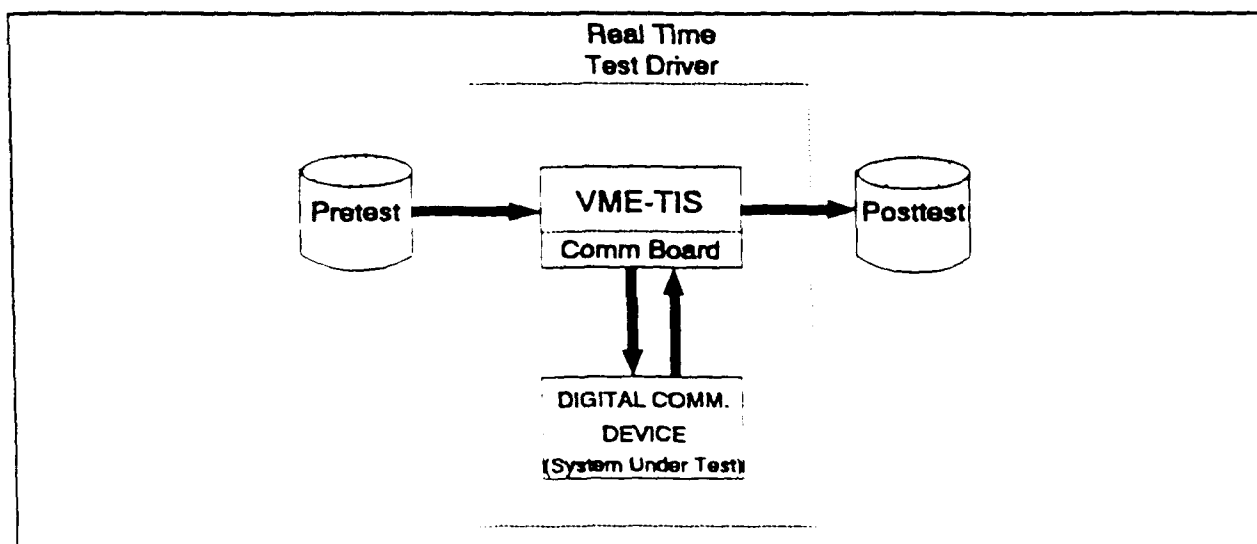 Real Time
Test Driver
Pretest
VME-TIS
Comm Board
Posttest
DIGITAL COMM.
DEVICE
(System Under Test)